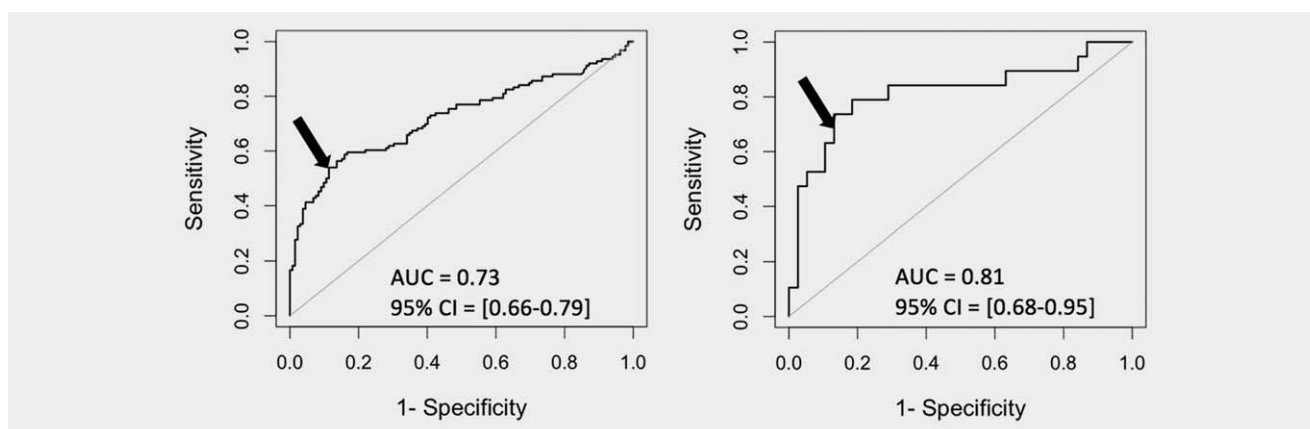 Sensitivity
1.0
0.8
0.6
0.4
0.2
0.0
AUC = 0.73
95% CI = [0.66-0.79]
0.0 0.2 0.4 0.6 0.8 1.0
1- Specificity
Sensitivity
1.0
0.8
0.6
0.4
0.2
0.0
AUC = 0.81
95% CI = [0.68-0.95]
0.0 0.2 0.4 0.6 0.8 1.0
1- Specificity